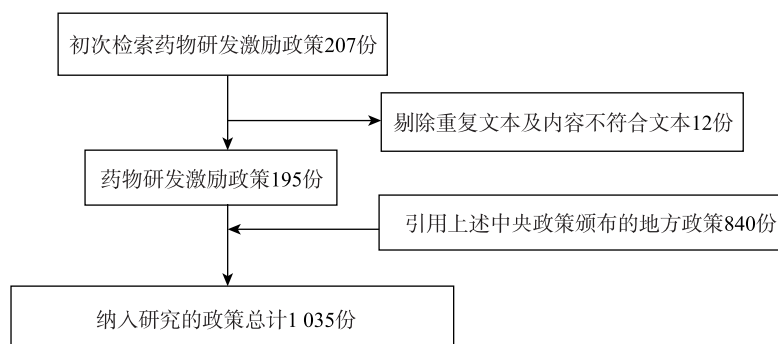 初次检索药物研发激励政策207份
剔除重复文本及内容不符合文本12份
药物研发激励政策195份
引用上述中央政策颁布的地方政策840份
纳入研究的政策总计1 035份